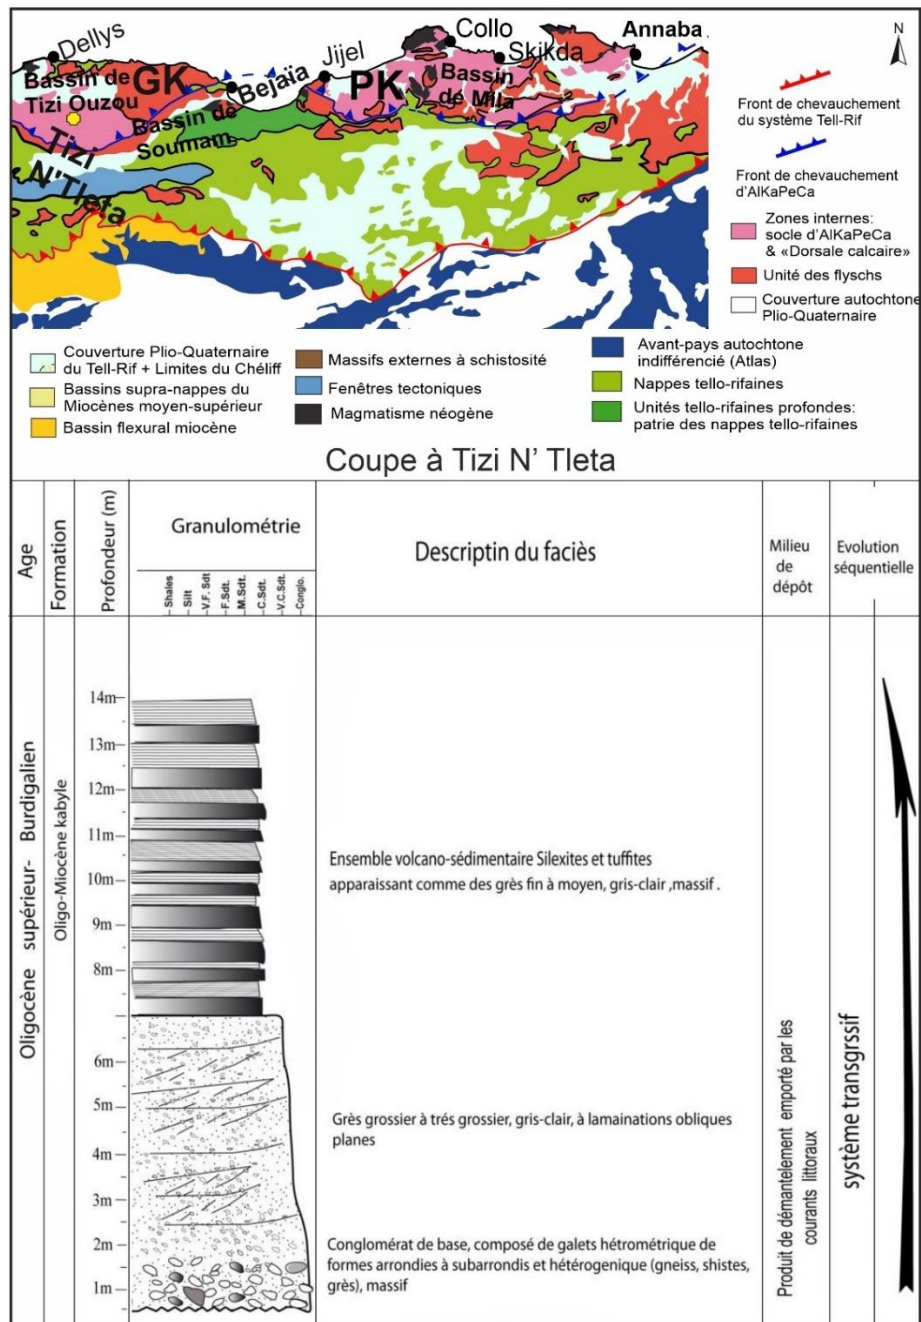 Dellys
Bassin de
Tizi Ouzou
GK
Bejaïa
Jijel
PK
Collo
Skikda
Annaba
Bassin
de Mila
Bassin de
Soumam
Tizi
N'Tleta
N
Front de chevauchement
du système Tell-Rif
Front de chevauchement
d'AlKaPeCa
Zones internes:
socle d'AlKaPeCa
& «Dorsale calcaire»
Unité des flyschs
Couverture autochtone
Plio-Quaternaire
Couverture Plio-Quaternaire
du Tell-Rif + Limites du Chéliff
Bassins supra-nappes du
Miocènes moyen-supérieur
Bassin flexural miocène
Massifs externes à schistosité
Fenêtres tectoniques
Magmatisme néogène
Avant-pays autochtone
indifférencié (Atlas)
Nappes tello-rifaines
Unités tello-rifaines profondes:
patrie des nappes tello-rifaines
Coupe à Tizi N' Tleta
Age
Formation
Profondeur (m)
Granulométrie
Shales
Silt
V.F. Sdt
F.Sdt.
M.Sdt.
C.Sdt.
V.C.Sdt.
Conglo.
Descriptin du faciès
Milieu
de
dépôt
Evolution
séquentielle
Oligocène supérieur- Burdigalien
Oligo-Miocène kabyle
14m
13m
12m
11m
10m
9m
8m
6m
5m
4m
3m
2m
1m
Ensemble volcano-sédimentaire Silexites et tuffites
apparaissant comme des grès fin à moyen, gris-clair ,massif .
Grès grossier à trés grossier, gris-clair, à lamainations obliques
planes
Conglomérat de base, composé de galets hétrométrique de
formes arrondies à subarrondis et hétérogenique (gneiss, shistes,
grès), massif
Produit de démantelement emporté par les
courants littoraux
système transgrssif